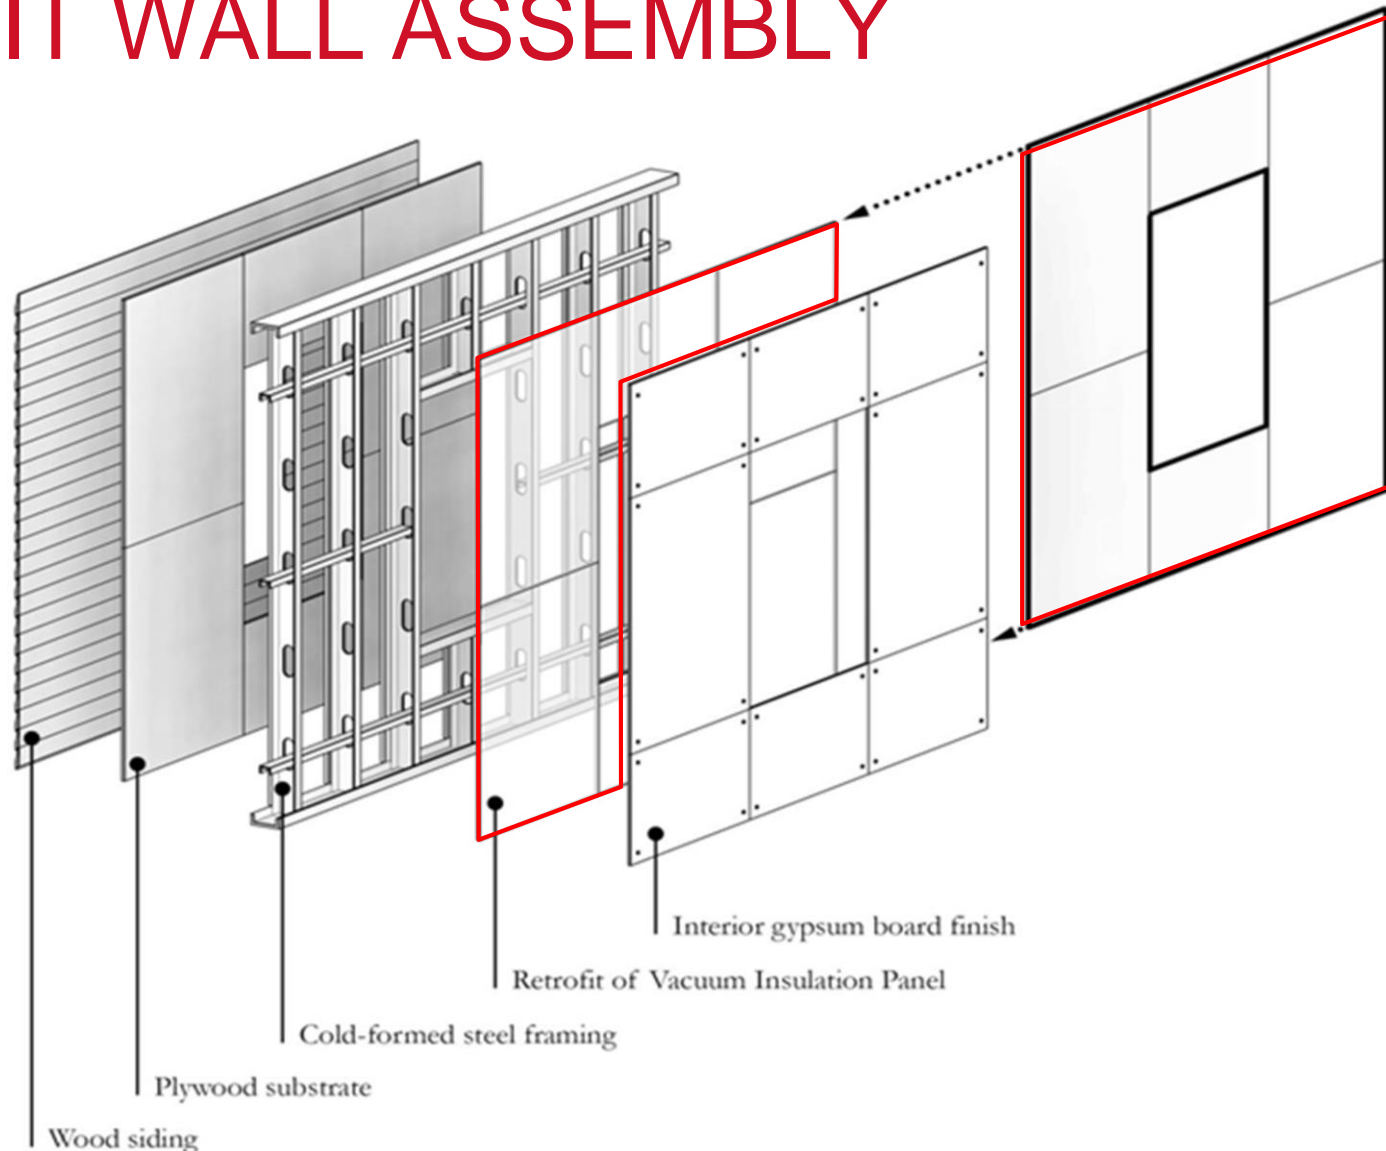 IT WALL ASSEMBLY
Interior gypsum board finish
Retrofit of Vacuum Insulation Panel
Cold-formed steel framing
Plywood substrate
Wood siding